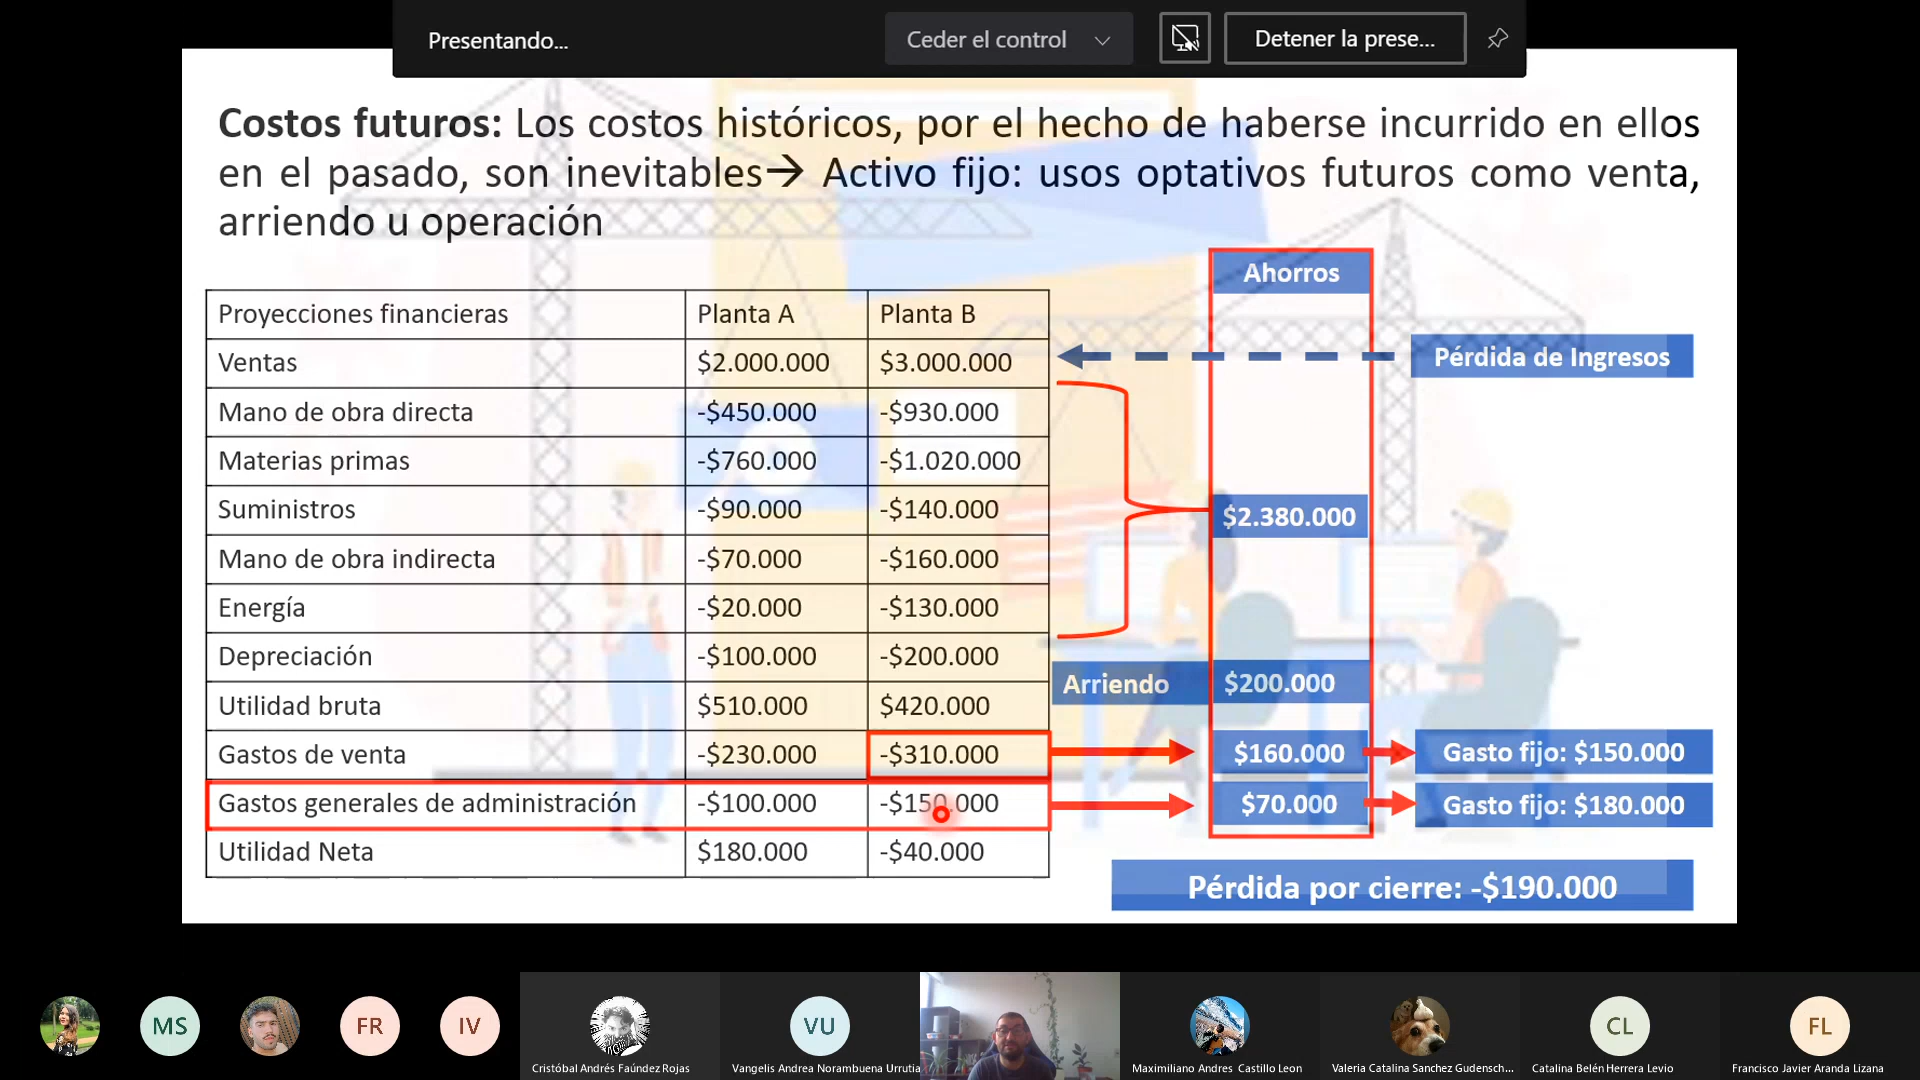 Presentando...
Ceder el control
Detener la prese...
Costos futuros: Los costos históricos, por el hecho de haberse incurrido en ellos
en el pasado, son inevitables→ Activo fijo: usos optativos futuros como venta,
arriendo u operación
Ahorros
Proyecciones financieras Planta A Planta B
Ventas $2.000.000 $3.000.000 Pérdida de Ingresos
Mano de obra directa -$450.000 -$930.000
Materias primas -$760.000 -$1.020.000
Suministros -$90.000 -$140.000 $2.380.000
Mano de obra indirecta -$70.000 -$160.000
Energía -$20.000 -$130.000
Depreciación -$100.000 -$200.000
Arriendo $200.000
Utilidad bruta $510.000 $420.000
Gastos de venta -$230.000 -$310.000 $160.000 Gasto fijo: $150.000
Gastos generales de administración -$100.000 -$150.000 $70.000 Gasto fijo: $180.000
Utilidad Neta $180.000 -$40.000
Pérdida por cierre: -$190.000
MS
FR
IV
VU
CL
FL
Cristóbal Andrés Faúndez Rojas
Vangelis Andrea Norambuena Urrutia
Maximiliano Andres Castillo Leon
Valeria Catalina Sanchez Gudensch...
Catalina Belén Herrera Levio
Francisco Javier Aranda Lizana